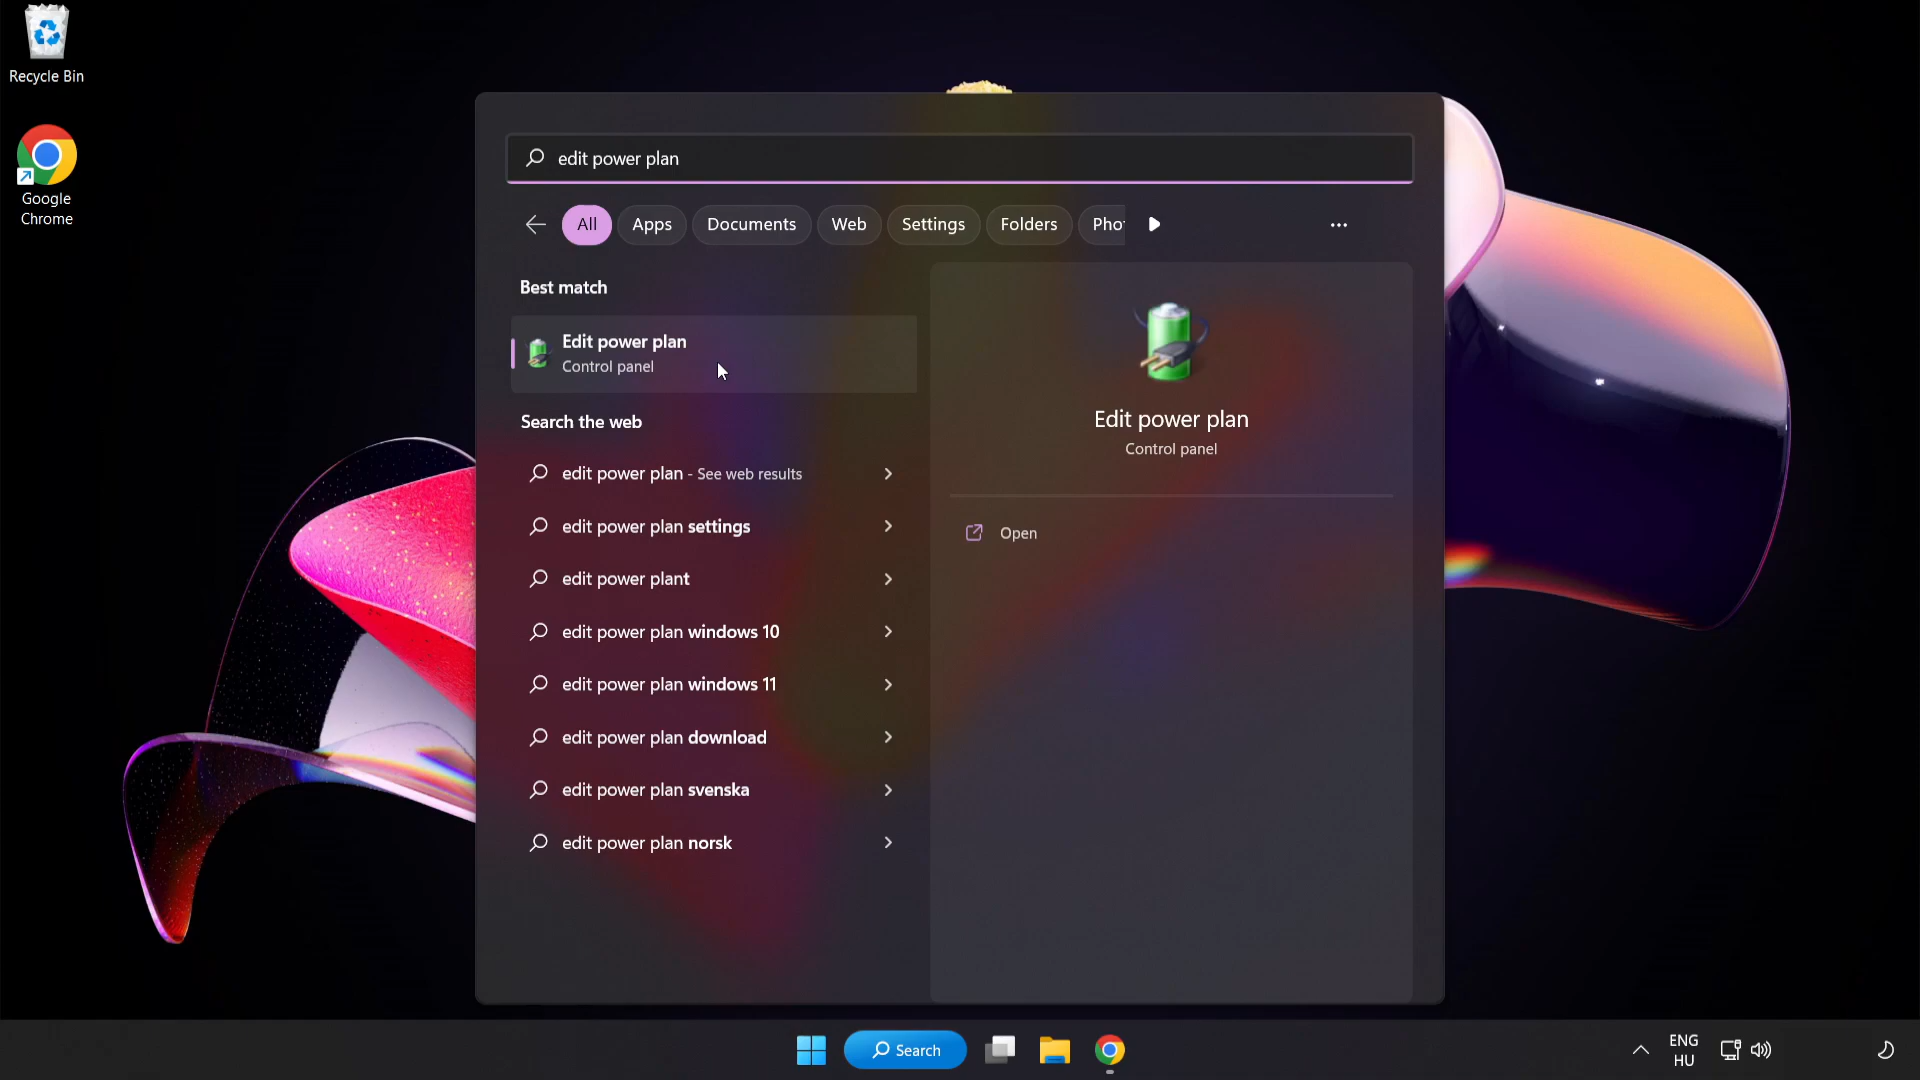 Recycle Bin
Google
Chrome
edit power plan
All
Apps
Documents
Web
Settings
Folders
Best match
Edit power plan
Control panel
Search the web
edit power plan - See web results
edit power plan settings
edit power plant
edit power plan windows 10
edit power plan windows 11
edit power plan download
edit power plan svenska
edit power plan norsk
Edit power plan
Control panel
Open
Search
ENG
HU